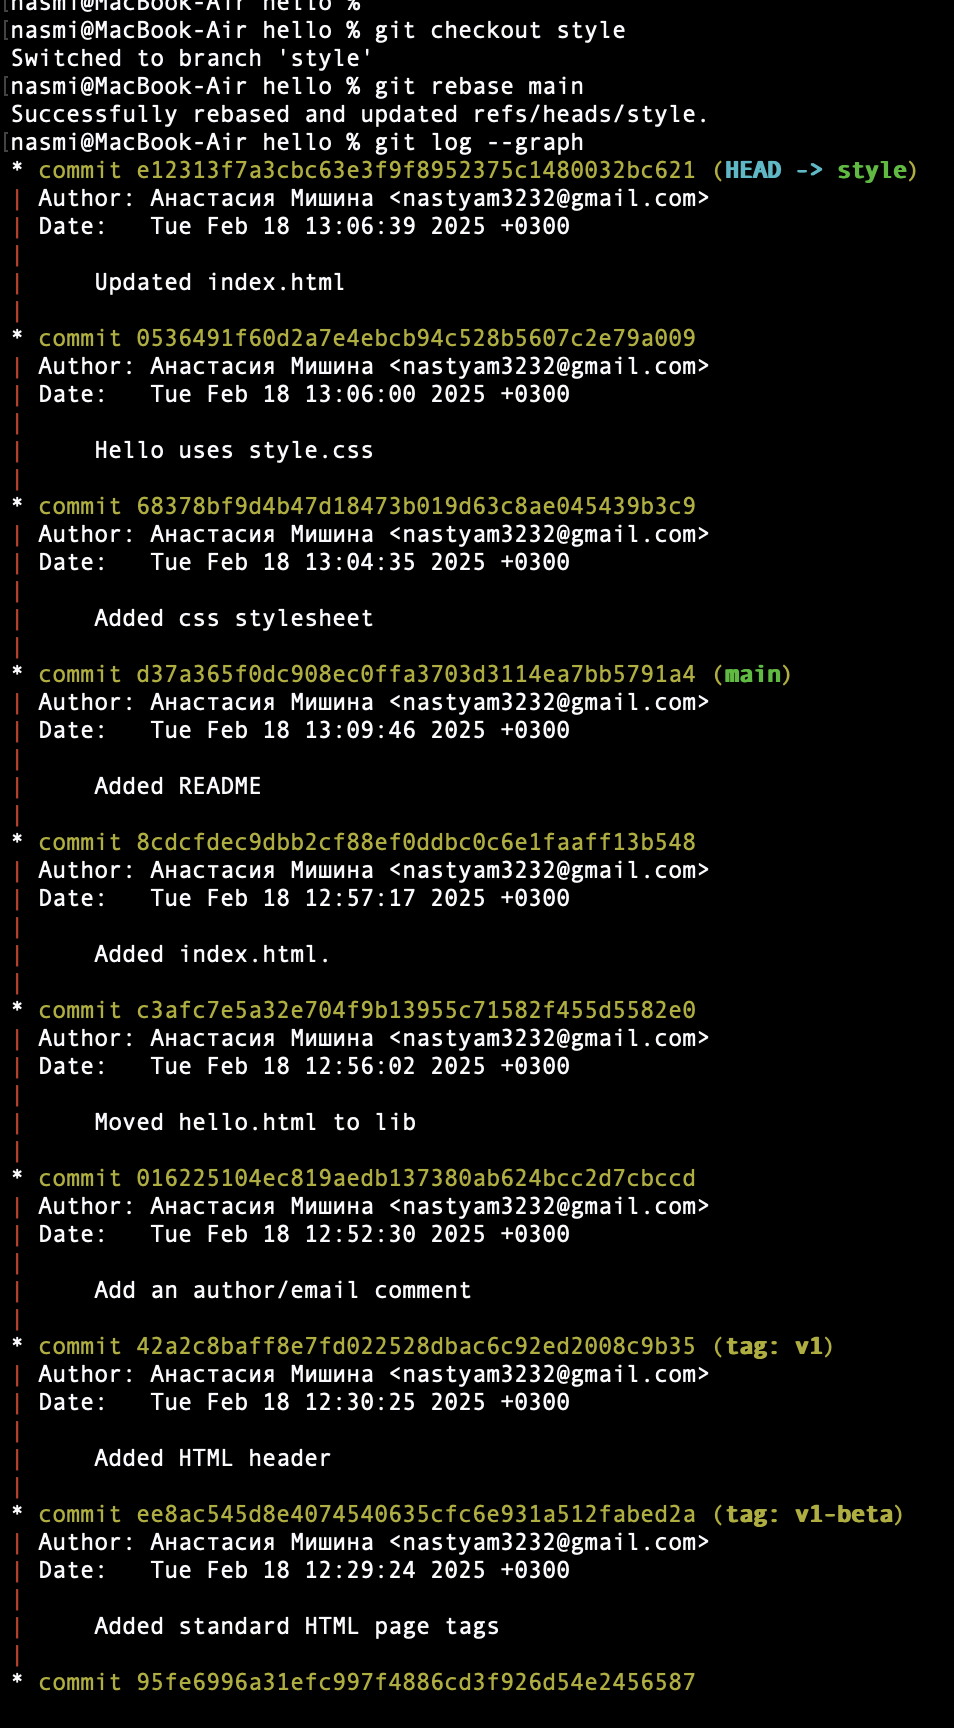 [nasmi@MacBook-Air hello %
[nasmi@MacBook-Air hello % git checkout style
Switched to branch 'style'
[nasmi@MacBook-Air hello % git rebase main
Successfully rebased and updated refs/heads/style.
[nasmi@MacBook-Air hello % git log --graph
* commit e12313f7a3cbc63e3f9f8952375c1480032bc621 (HEAD -> style)
| Author: Анастасия Мишина <nastyam3232@gmail.com>
| Date:   Tue Feb 18 13:06:39 2025 +0300
|
|     Updated index.html
|
* commit 0536491f60d2a7e4ebcb94c528b5607c2e79a009
| Author: Анастасия Мишина <nastyam3232@gmail.com>
| Date:   Tue Feb 18 13:06:00 2025 +0300
|
|     Hello uses style.css
|
* commit 68378bf9d4b47d18473b019d63c8ae045439b3c9
| Author: Анастасия Мишина <nastyam3232@gmail.com>
| Date:   Tue Feb 18 13:04:35 2025 +0300
|
|     Added css stylesheet
|
* commit d37a365f0dc908ec0ffa3703d3114ea7bb5791a4 (main)
| Author: Анастасия Мишина <nastyam3232@gmail.com>
| Date:   Tue Feb 18 13:09:46 2025 +0300
|
|     Added README
|
* commit 8cdcfdec9dbb2cf88ef0ddbc0c6e1faaff13b548
| Author: Анастасия Мишина <nastyam3232@gmail.com>
| Date:   Tue Feb 18 12:57:17 2025 +0300
|
|     Added index.html.
|
* commit c3afc7e5a32e704f9b13955c71582f455d5582e0
| Author: Анастасия Мишина <nastyam3232@gmail.com>
| Date:   Tue Feb 18 12:56:02 2025 +0300
|
|     Moved hello.html to lib
|
* commit 016225104ec819aedb137380ab624bcc2d7cbccd
| Author: Анастасия Мишина <nastyam3232@gmail.com>
| Date:   Tue Feb 18 12:52:30 2025 +0300
|
|     Add an author/email comment
|
* commit 42a2c8baff8e7fd022528dbac6c92ed2008c9b35 (tag: v1)
| Author: Анастасия Мишина <nastyam3232@gmail.com>
| Date:   Tue Feb 18 12:30:25 2025 +0300
|
|     Added HTML header
|
* commit ee8ac545d8e4074540635cfc6e931a512fabed2a (tag: v1-beta)
| Author: Анастасия Мишина <nastyam3232@gmail.com>
| Date:   Tue Feb 18 12:29:24 2025 +0300
|
|     Added standard HTML page tags
|
* commit 95fe6996a31efc997f4886cd3f926d54e2456587